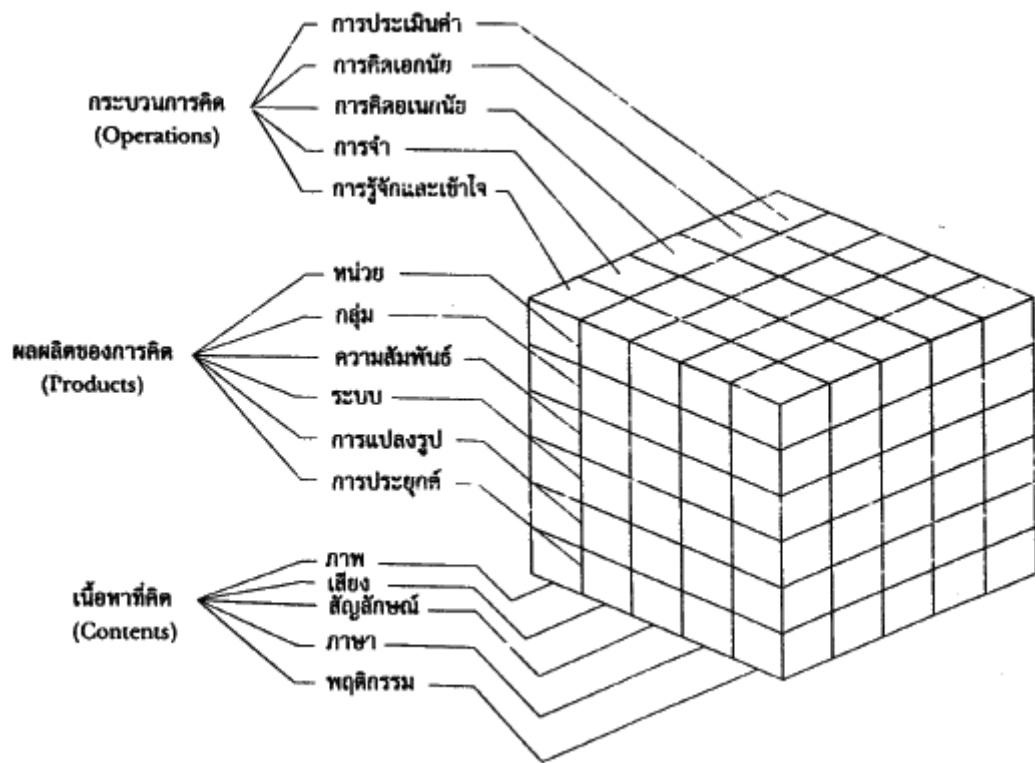 การประเมินค่า
การคิดเอกนัย
การคิดอเนกนัย
การจำ
การรู้จักและเข้าใจ
กระบวนการคิด
(Operations)
หน่วย
กลุ่ม
ความสัมพันธ์
ระบบ
การแปลงรูป
การประยุกต์
ผลผลิตของการคิด
(Products)
ภาพ
เสียง
สัญลักษณ์
ภาษา
พฤติกรรม
เนื้อหาที่คิด
(Contents)